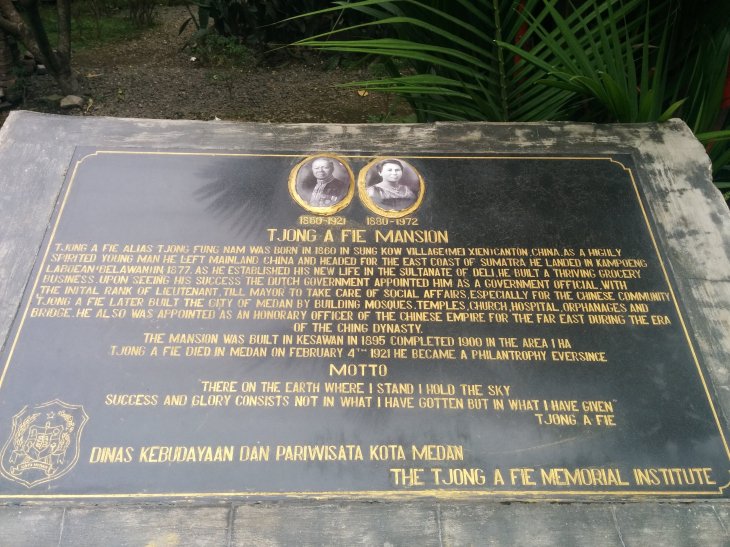 1860-1921 1880-1972
TJONG A FIE MANSION
TJONG A FIE ALIAS TJONG FUNG NAM WAS BORN IN 1860 IN SUNG KOW VILLAGE (MEI XIEN) CANTON, CHINA. AS A HIGILY
SPIRITED YOUNG MAN HE LEFT MAINLAND CHINA AND HEADED FOR THE EAST COAST OF SUMATRA. HE LANDED IN KAMPOENG
LABOEAN (BELAWAN) IN 1877. AS HE ESTABLISHED HIS NEW LIFE IN THE SULTANATE OF DELI, HE BUILT A THRIVING GROCERY
BUSINESS. UPON SEEING HIS SUCCESS THE DUTCH GOVERNMENT APPOINTED HIM AS A GOVERNMENT OFFICIAL WITH
THE INITAL RANK OF LIEUTENANT, TILL MAYOR TO TAKE CARE OF SOCIAL AFFAIRS, ESPECIALLY FOR THE CHINESE COMMUNITY
TJONG A FIE LATER BUILT THE CITY OF MEDAN BY BUILDING MOSQUES, TEMPLES, CHURCH, HOSPITAL, ORPHANAGES AND
BRIDGE. HE ALSO WAS APPOINTED AS AN HONORARY OFFICER OF THE CHINESE EMPIRE FOR THE FAR EAST DURING THE ERA
OF THE CHING DYNASTY.
THE MANSION WAS BUILT IN KESAWAN IN 1895 COMPLETED 1900 IN THE AREA 1 HA
TJONG A FIE DIED IN MEDAN ON FEBRUARY 4TH 1921 HE BECAME A PHILANTROPHY EVERSINCE
MOTTO
"THERE ON THE EARTH WHERE I STAND I HOLD THE SKY
SUCCESS AND GLORY CONSISTS NOT IN WHAT I HAVE GOTTEN BUT IN WHAT I HAVE GIVEN"
TJONG A FIE
DINAS KEBUDAYAAN DAN PARIWISATA KOTA MEDAN
THE TJONG A FIE MEMORIAL INSTITUTE